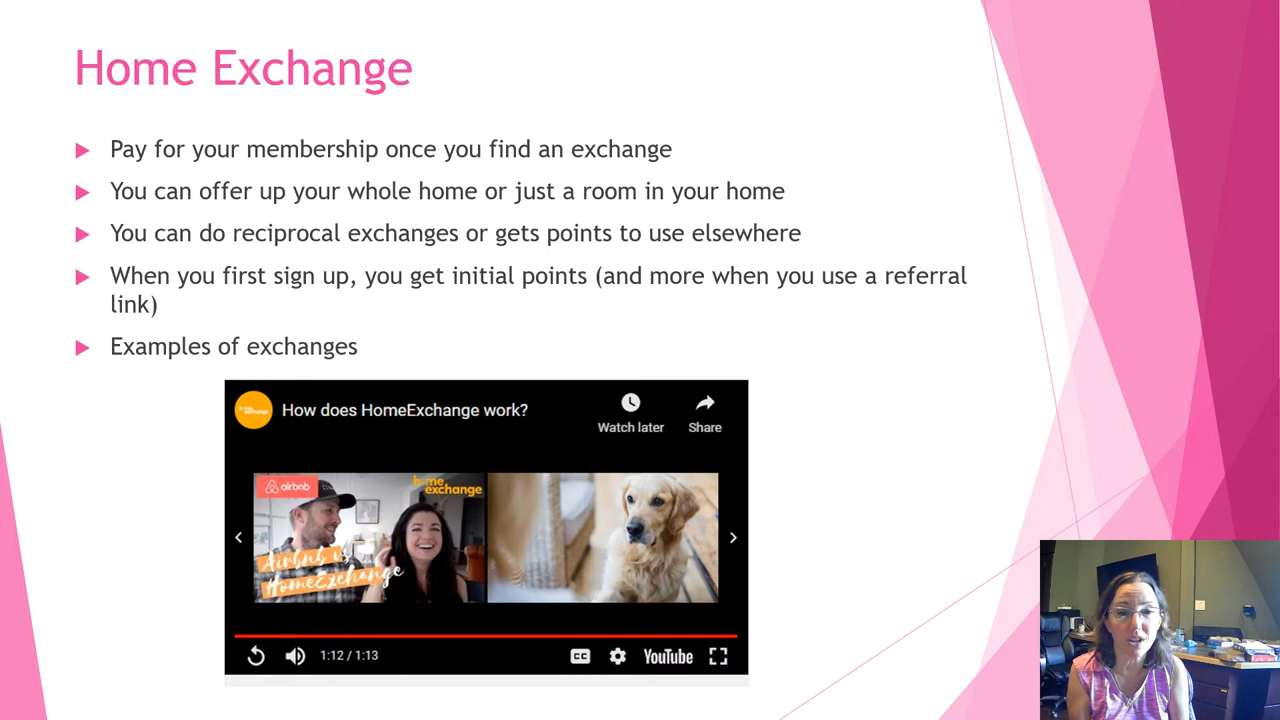 Home Exchange
Pay for your membership once you find an exchange
You can offer up your whole home or just a room in your home
You can do reciprocal exchanges or gets points to use elsewhere
When you first sign up, you get initial points (and more when you use a referral
link)
Examples of exchanges
How does HomeExchange work?
Watch later
Share
airbnb
home
exchange
Airbnb vs
HomeExchange
1:12 / 1:13
CC
YouTube